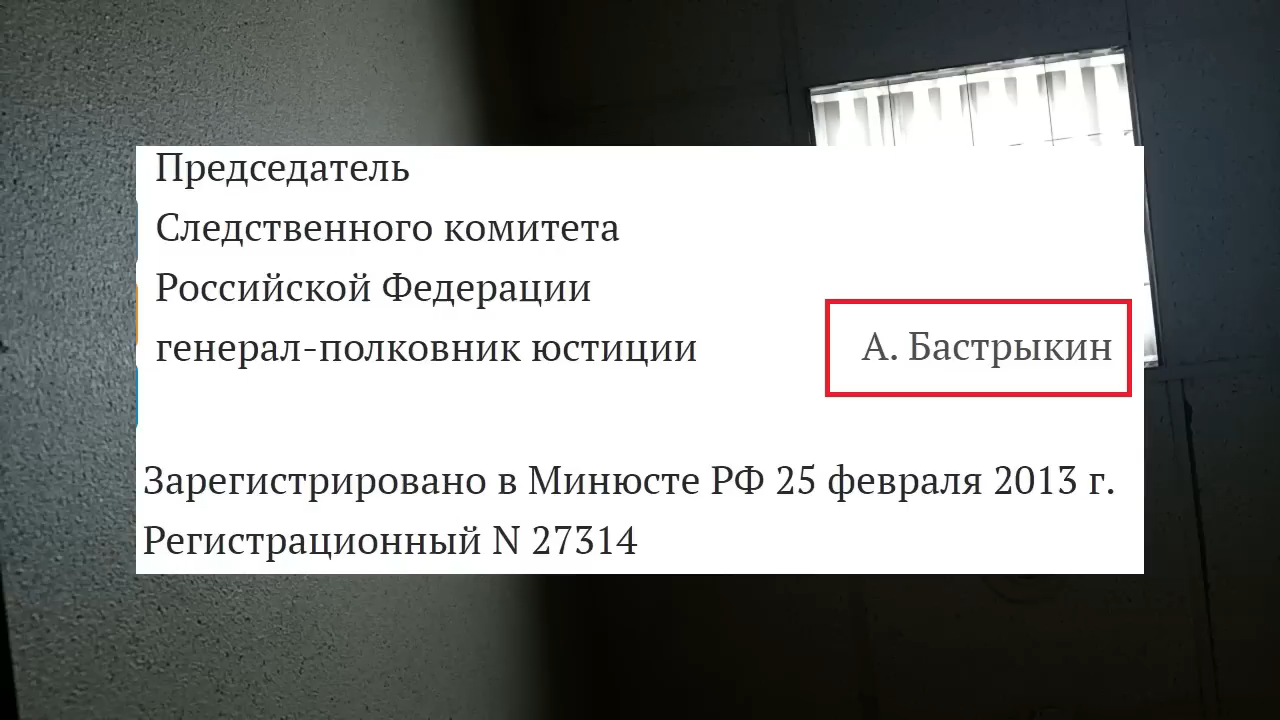 Председатель
Следственного комитета
Российской Федерации
генерал-полковник юстиции А. Бастрыкин
Зарегистрировано в Минюсте РФ 25 февраля 2013 г.
Регистрационный N 27314